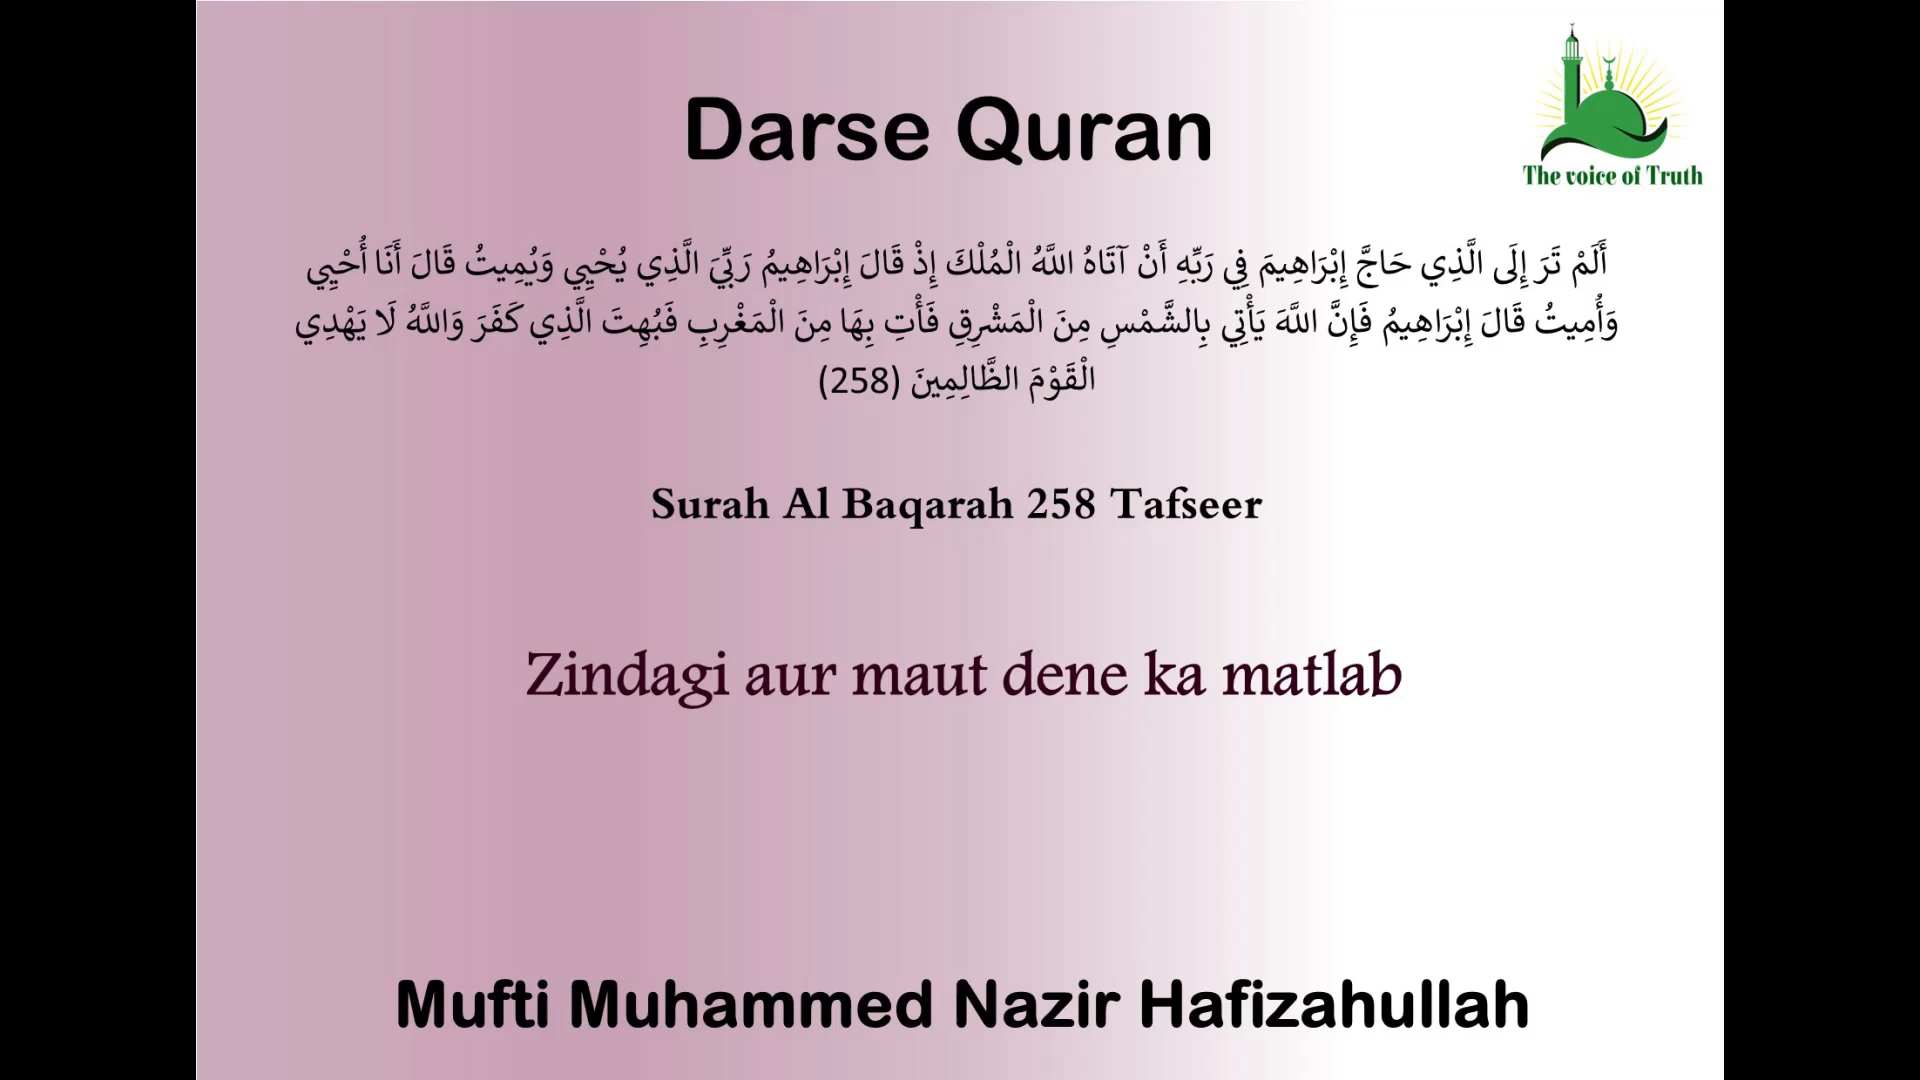 Darse Quran
The voice of Truth
أَلَمْ تَرَ إِلَى الَّذِي حَاجَّ إِبْرَاهِيمَ فِي رَبِّهِ أَنْ آتَاهُ اللَّهُ الْمُلْكَ إِذْ قَالَ إِبْرَاهِيمُ رَبِّيَ الَّذِي يُحْيِي وَيُمِيتُ قَالَ أَنَا أُحْيِي
وَأُمِيتُ قَالَ إِبْرَاهِيمُ فَإِنَّ اللَّهَ يَأْتِي بِالشَّمْسِ مِنَ الْمَشْرِقِ فَأْتِ بِهَا مِنَ الْمَغْرِبِ فَبُهِتَ الَّذِي كَفَرَ وَاللَّهُ لَا يَهْدِي
الْقَوْمَ الظَّالِمِينَ (258)
Surah Al Baqarah 258 Tafseer
Zindagi aur maut dene ka matlab
Mufti Muhammed Nazir Hafizahullah